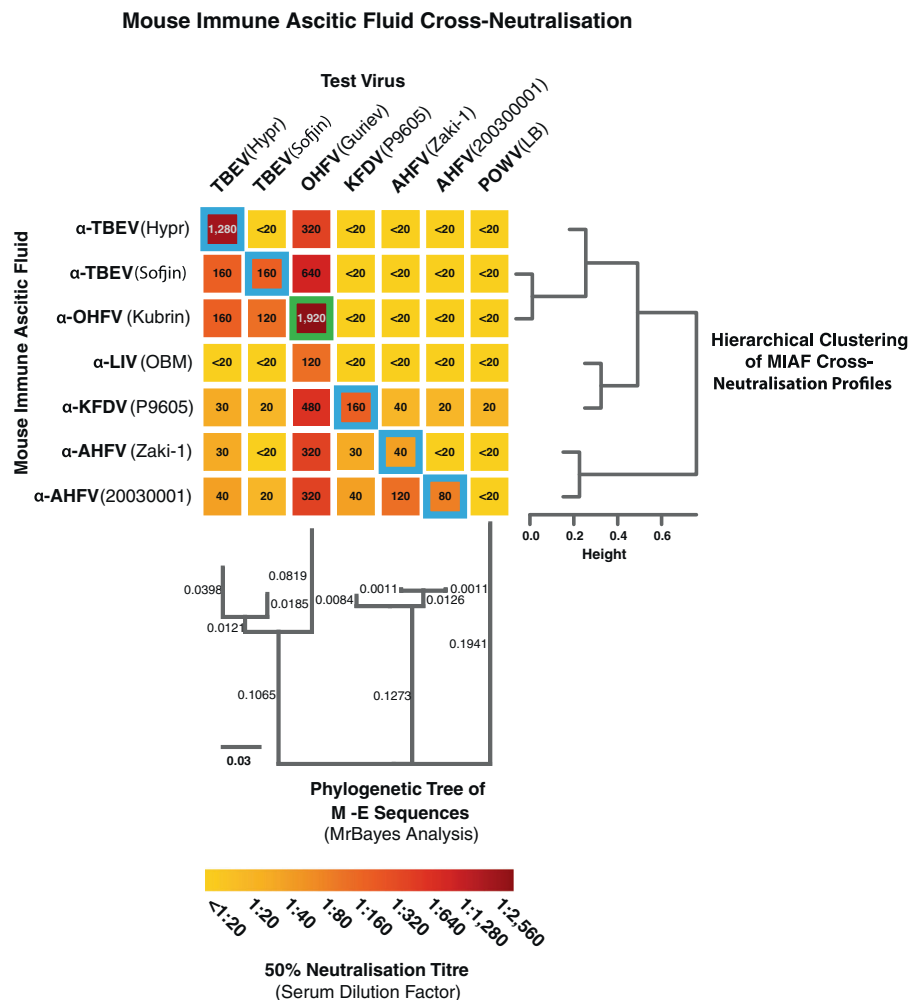 Mouse Immune Ascitic Fluid Cross-Neutralisation
Test Virus
TBEV(Hypr)
TBEV(Sofjin)
OHFV(Guriev)
KFDV(P9605)
AHFV(Zaki-1)
AHFV(200300001)
POWV(LB)
Mouse Immune Ascitic Fluid
α-TBEV(Hypr) 1,280 <20 320 <20 <20 <20 <20
α-TBEV(Sofjin) 160 160 640 <20 <20 <20 <20
α-OHFV (Kubrin) 160 120 1,920 <20 <20 <20 <20
α-LIV (OBM) <20 <20 120 <20 <20 <20 <20
α-KFDV (P9605) 30 20 480 160 40 20 20
α-AHFV (Zaki-1) 30 <20 320 30 40 <20 <20
α-AHFV(20030001) 40 20 320 40 120 80 <20
Hierarchical Clustering
of MIAF Cross-
Neutralisation Profiles
0.0 0.2 0.4 0.6
Height
0.0398 0.0121 0.0185 0.0819 0.0084 0.0011 0.0011 0.0126
0.1065 0.1273 0.1941
0.03
Phylogenetic Tree of
M -E Sequences
(MrBayes Analysis)
<1:20 1:20 1:40 1:80 1:160 1:320 1:640 1:1,280 1:2,560
50% Neutralisation Titre
(Serum Dilution Factor)